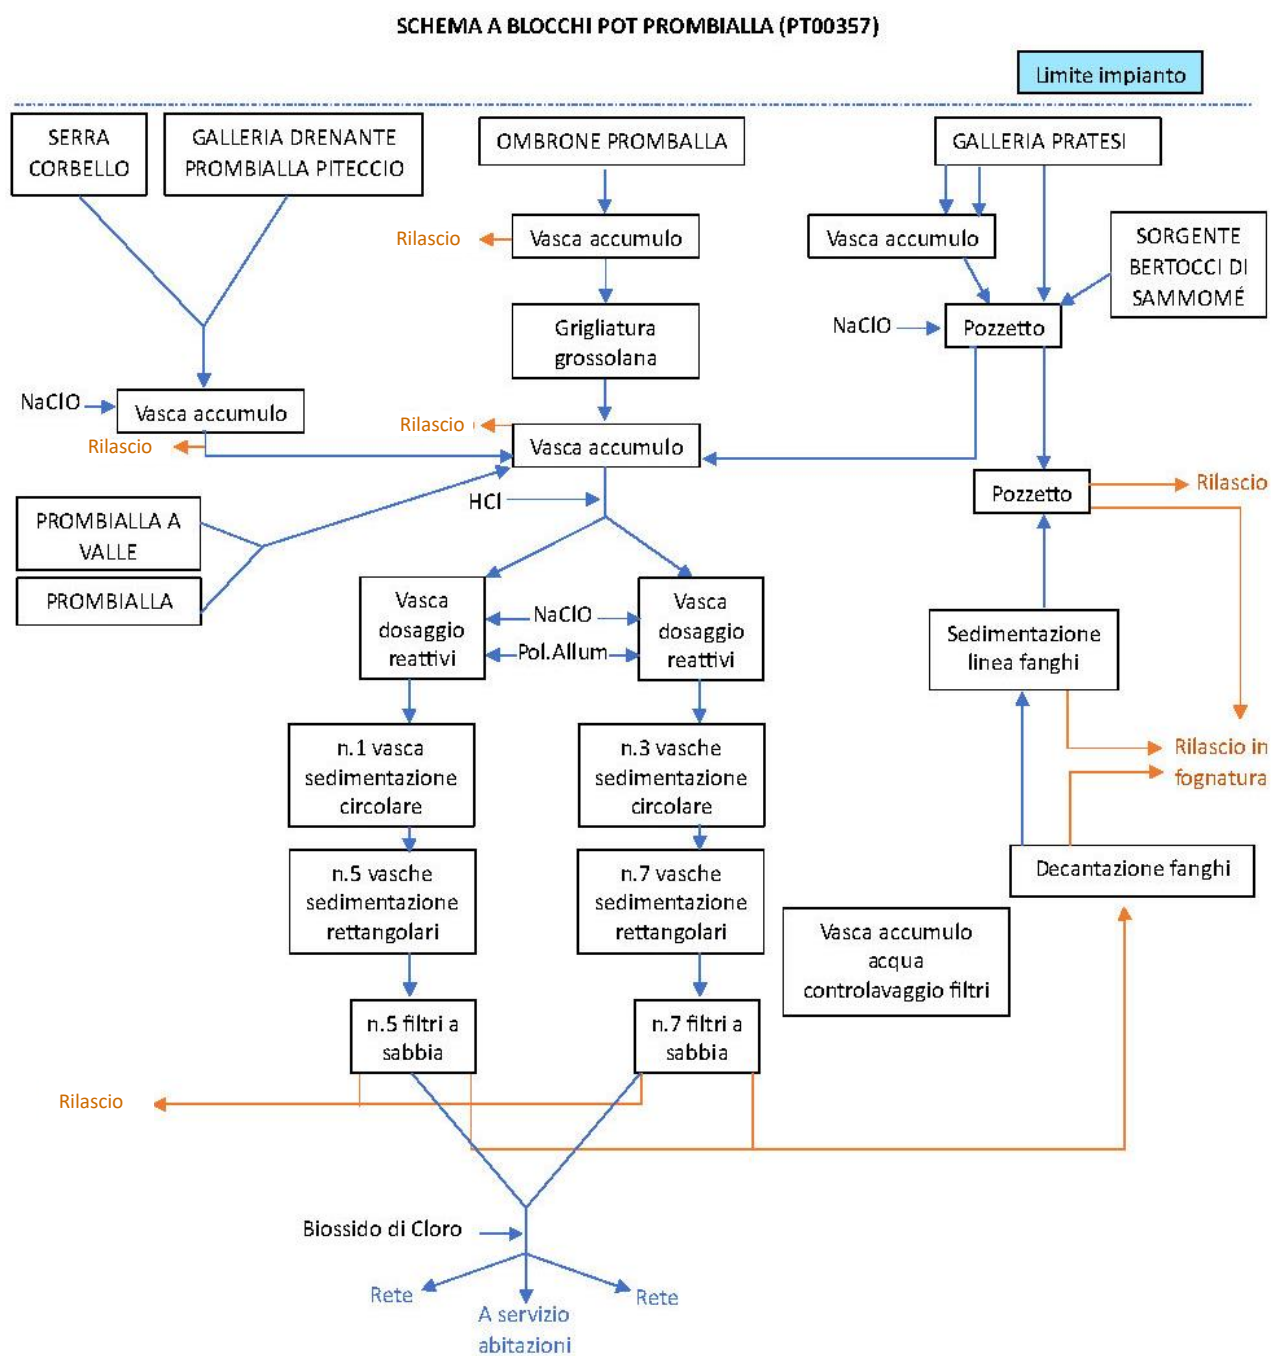 SCHEMA A BLOCCHI POT PROMBIALLA (PT00357)
Limite impianto
SERRA
CORBELLO
GALLERIA DRENANTE
PROMBIALLA PITECCIO
OMBRONE PROMBALLA
GALLERIA PRATESI
Rilascio
Vasca accumulo
Vasca accumulo
SORGENTE
BERTOCCI DI
SAMMOMÉ
Grigliatura
grossolana
NaClO
Pozzetto
NaClO
Vasca accumulo
Rilascio
Rilascio
Vasca accumulo
HCl
Pozzetto
Rilascio
PROMBIALLA A
VALLE
PROMBIALLA
Vasca
dosaggio
reattivi
NaClO
Pol.Allum
Vasca
dosaggio
reattivi
Sedimentazione
linea fanghi
n.1 vasca
sedimentazione
circolare
n.3 vasche
sedimentazione
circolare
Rilascio in
fognatura
n.5 vasche
sedimentazione
rettangolari
n.7 vasche
sedimentazione
rettangolari
Decantazione fanghi
Vasca accumulo
acqua
controlavaggio filtri
n.5 filtri a
sabbia
n.7 filtri a
sabbia
Rilascio
Biossido di Cloro
Rete
A servizio
abitazioni
Rete